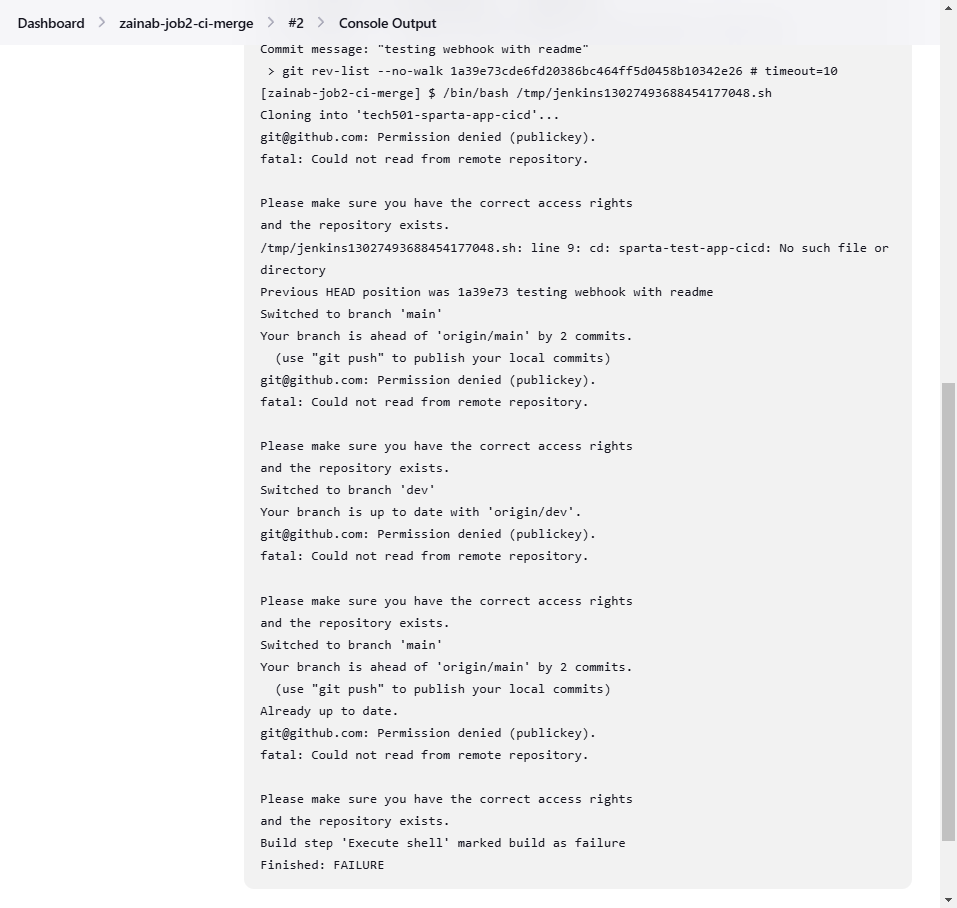 Dashboard > zainab-job2-ci-merge > #2 > Console Output
Commit message: "testing webhook with readme"
> git rev-list --no-walk 1a39e73cde6fd20386bc464ff5d0458b10342e26 # timeout=10
[zainab-job2-ci-merge] $ /bin/bash /tmp/jenkins13027493688454177048.sh
Cloning into 'tech501-sparta-app-cicd'...
git@github.com: Permission denied (publickey).
fatal: Could not read from remote repository.

Please make sure you have the correct access rights
and the repository exists.
/tmp/jenkins13027493688454177048.sh: line 9: cd: sparta-test-app-cicd: No such file or
directory
Previous HEAD position was 1a39e73 testing webhook with readme
Switched to branch 'main'
Your branch is ahead of 'origin/main' by 2 commits.
(use "git push" to publish your local commits)
git@github.com: Permission denied (publickey).
fatal: Could not read from remote repository.

Please make sure you have the correct access rights
and the repository exists.
Switched to branch 'dev'
Your branch is up to date with 'origin/dev'.
git@github.com: Permission denied (publickey).
fatal: Could not read from remote repository.

Please make sure you have the correct access rights
and the repository exists.
Switched to branch 'main'
Your branch is ahead of 'origin/main' by 2 commits.
(use "git push" to publish your local commits)
Already up to date.
git@github.com: Permission denied (publickey).
fatal: Could not read from remote repository.

Please make sure you have the correct access rights
and the repository exists.
Build step 'Execute shell' marked build as failure
Finished: FAILURE